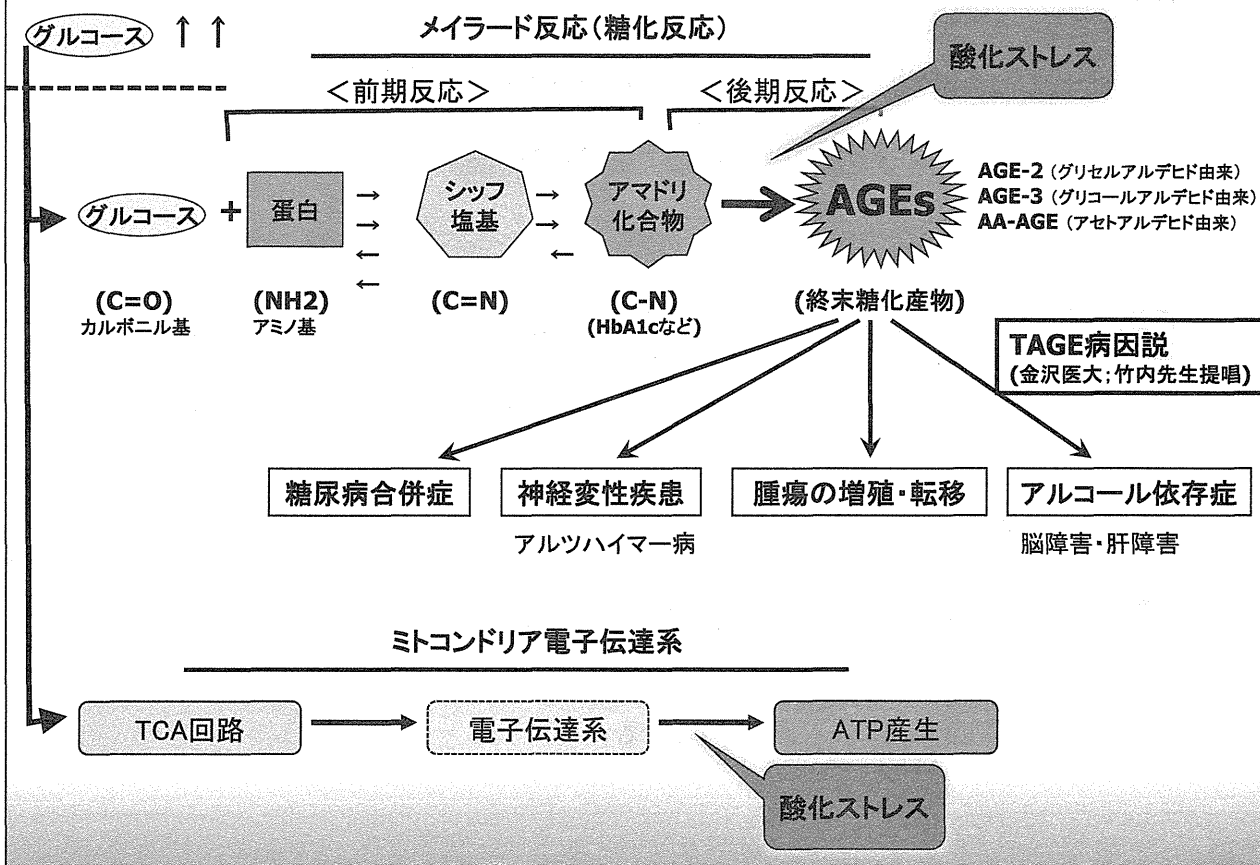 グルコース ↑ ↑
メイラード反応(糖化反応)
酸化ストレス
<前期反応>
<後期反応>
グルコース
+
蛋白
→
→
←
←
シッフ
塩基
→
→
←
アマドリ
化合物
AGEs
AGE-2 (グリセルアルデヒド由来)
AGE-3 (グリコールアルデヒド由来)
AA-AGE (アセトアルデヒド由来)
(C=O)
カルボニル基
(NH2)
アミノ基
(C=N)
(C-N)
(HbA1cなど)
(終末糖化産物)
TAGE病因説
(金沢医大;竹内先生提唱)
糖尿病合併症
神経変性疾患
アルツハイマー病
腫瘍の増殖・転移
アルコール依存症
脳障害・肝障害
ミトコンドリア電子伝達系
TCA回路
電子伝達系
ATP産生
酸化ストレス